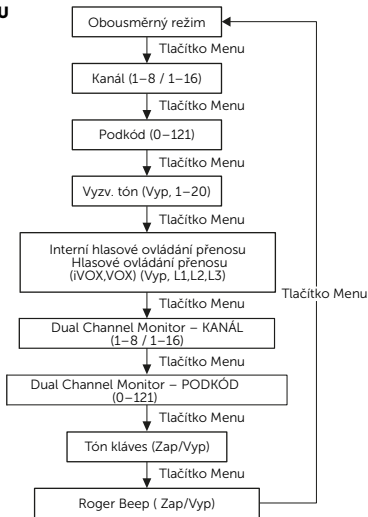 U
Obousměrný režim
Tlačítko Menu
Kanál (1–8 / 1–16)
Tlačítko Menu
Podkód (0–121)
Tlačítko Menu
Vyzv. tón (Vyp, 1–20)
Tlačítko Menu
Interní hlasové ovládání přenosu
Hlasové ovládání přenosu
(iVOX,VOX) (Vyp, L1,L2,L3)
Tlačítko Menu
Tlačítko Menu
Dual Channel Monitor – KANÁL
(1–8 / 1–16)
Tlačítko Menu
Dual Channel Monitor – PODKÓD
(0–121)
Tlačítko Menu
Tón kláves (Zap/Vyp)
Tlačítko Menu
Roger Beep ( Zap/Vyp)